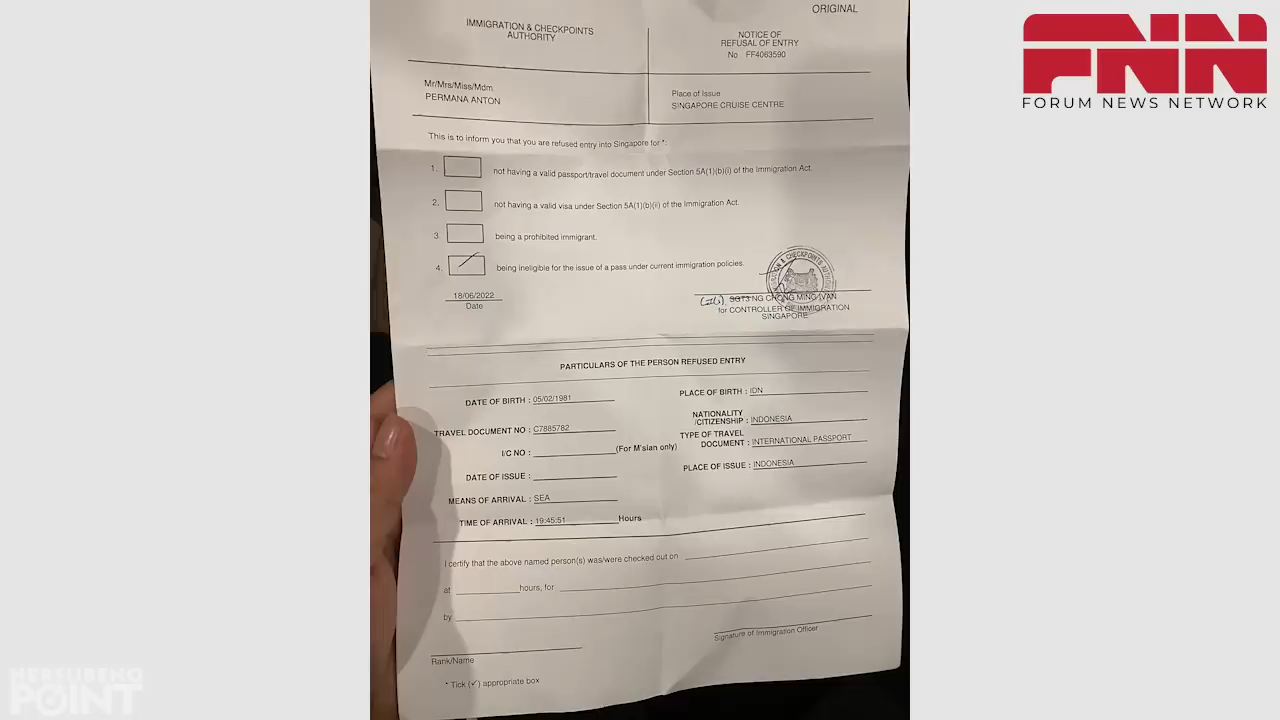 ORIGINAL
IMMIGRATION & CHECKPOINTS
AUTHORITY
NOTICE OF
REFUSAL OF ENTRY
No FF4063590
Mr/Mrs/Miss/Mdm
PERMANA ANTON
Place of Issue
SINGAPORE CRUISE CENTRE
This is to inform you that you are refused entry into Singapore for *:
1. not having a valid passport/travel document under Section 5A(1)(b)(i) of the Immigration Act.
2. not having a valid visa under Section 5A(1)(b)(ii) of the Immigration Act.
3. being a prohibited immigrant.
4. being ineligible for the issue of a pass under current immigration policies.
18/06/2022
Date
SGT3 NG CHONG MING IVAN
for CONTROLLER OF IMMIGRATION
SINGAPORE
PARTICULARS OF THE PERSON REFUSED ENTRY
DATE OF BIRTH : 05/02/1981
PLACE OF BIRTH : IDN
TRAVEL DOCUMENT NO : C7885782
NATIONALITY
/CITIZENSHIP : INDONESIA
I/C NO : (For M'sian only)
TYPE OF TRAVEL
DOCUMENT : INTERNATIONAL PASSPORT
DATE OF ISSUE :
PLACE OF ISSUE : INDONESIA
MEANS OF ARRIVAL : SEA
TIME OF ARRIVAL : 19:45:51 Hours
I certify that the above named person(s) was/were checked out on
at hours, for
by
Signature of Immigration Officer
Rank/Name
* Tick (✓) appropriate box
FNN
FORUM NEWS NETWORK
HERSUBENO
POINT